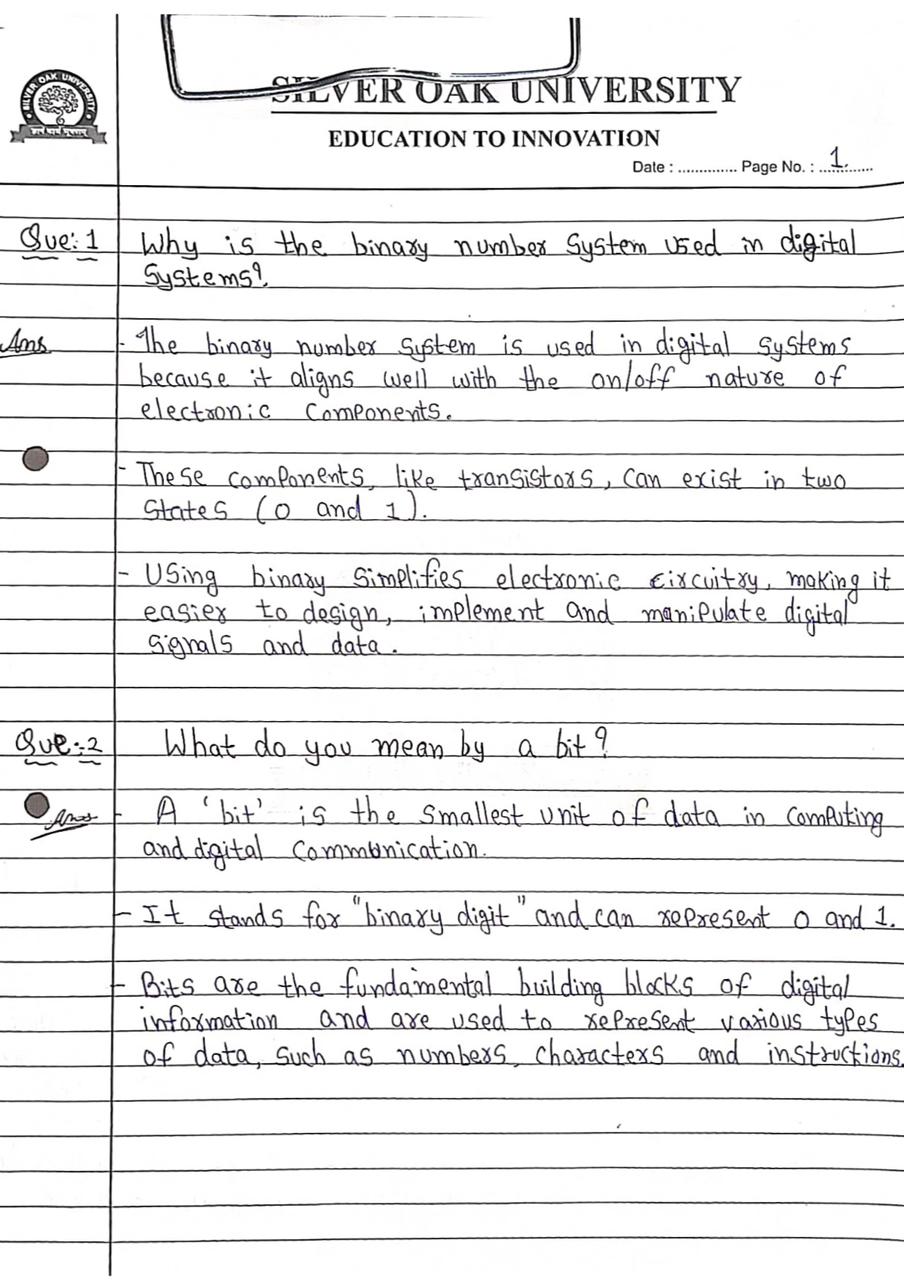 SILVER OAK UNIVERSITY
SILVER OAK UNIVERSITY
EDUCATION TO INNOVATION
Date : .............. Page No. : 1.
Que: 1
Why is the binary number system used in digital
systems?
Ans
- The binary number system is used in digital systems
because it aligns well with the on/off nature of
electronic components.
- These components, like transistors, can exist in two
states (0 and 1).
- Using binary simplifies electronic circuitry, making it
easier to design, implement and manipulate digital
signals and data.
Que:-2
What do you mean by a bit?
Ans
- A 'bit' is the smallest unit of data in computing
and digital communication.
- It stands for "binary digit" and can represent 0 and 1.
- Bits are the fundamental building blocks of digital
information and are used to represent various types
of data, such as numbers, characters and instructions.